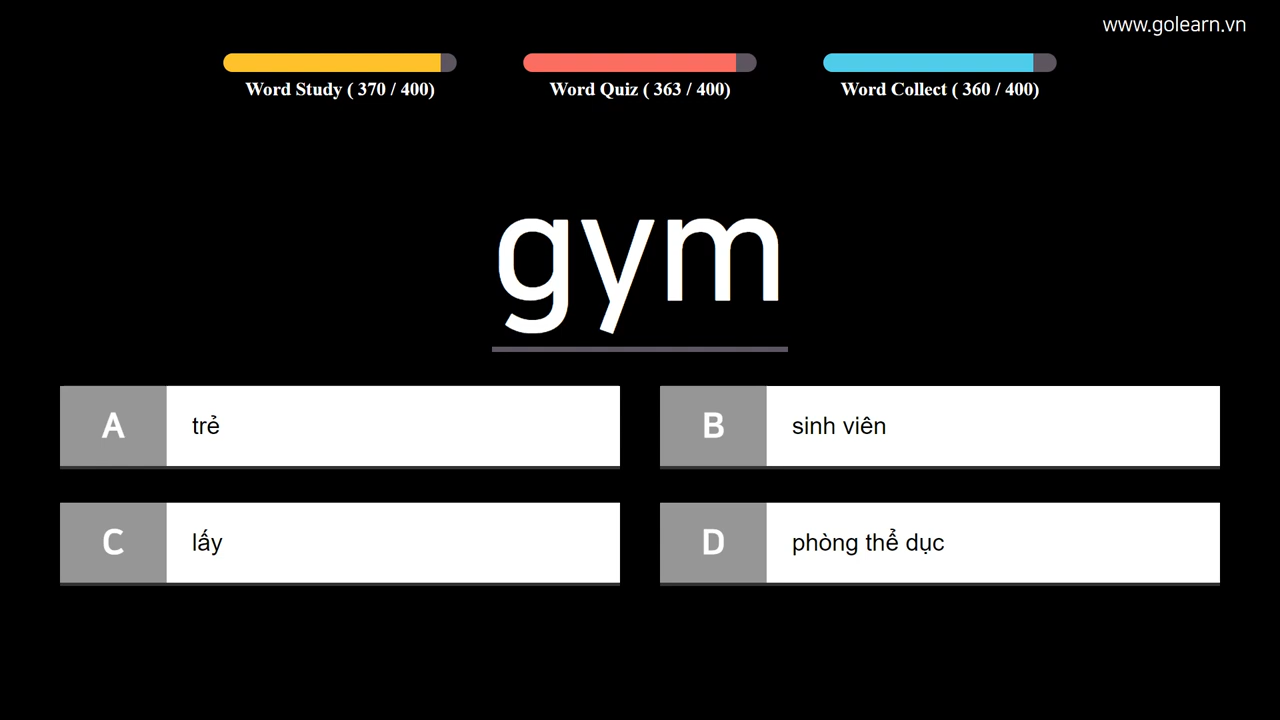 www.golearn.vn
Word Study ( 370 / 400)
Word Quiz ( 363 / 400)
Word Collect ( 360 / 400)
gym
A trẻ
B sinh viên
C lấy
D phòng thể dục